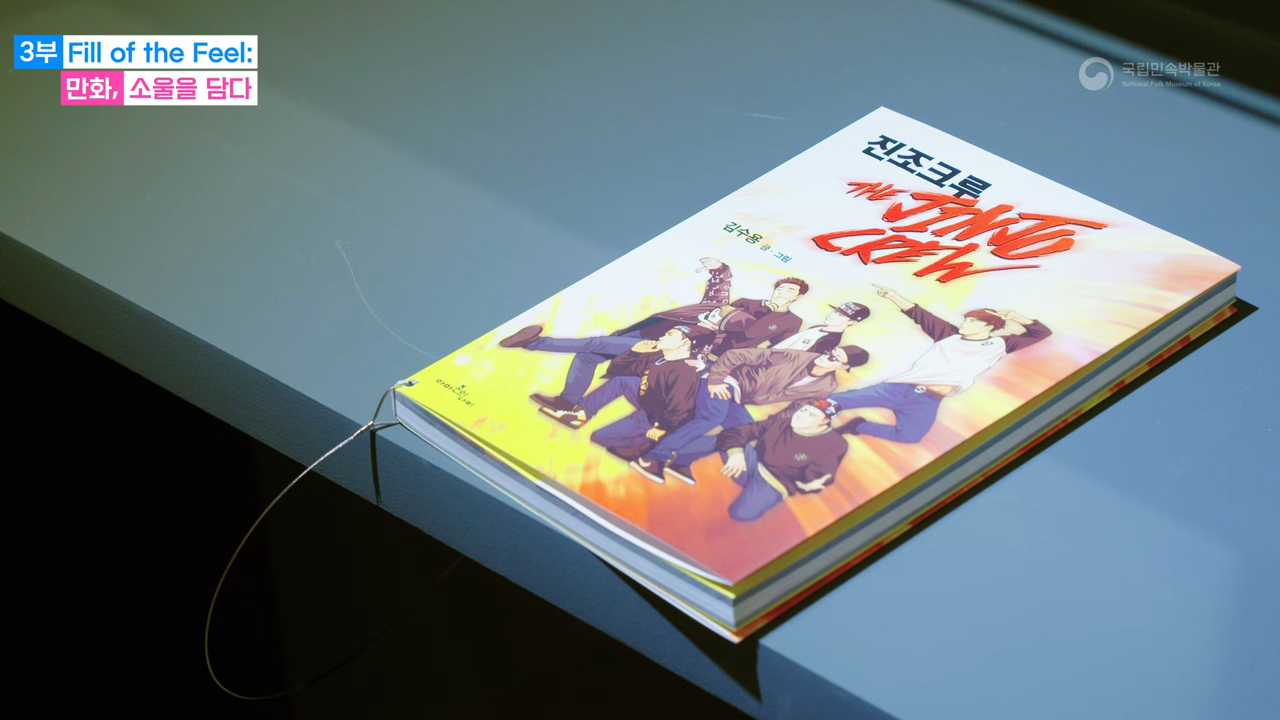 3부 Fill of the Feel:
만화, 소울을 담다
국립민속박물관
National Folk Museum of Korea
진조크루
THE JINJO
CREW
김수용 글·그림